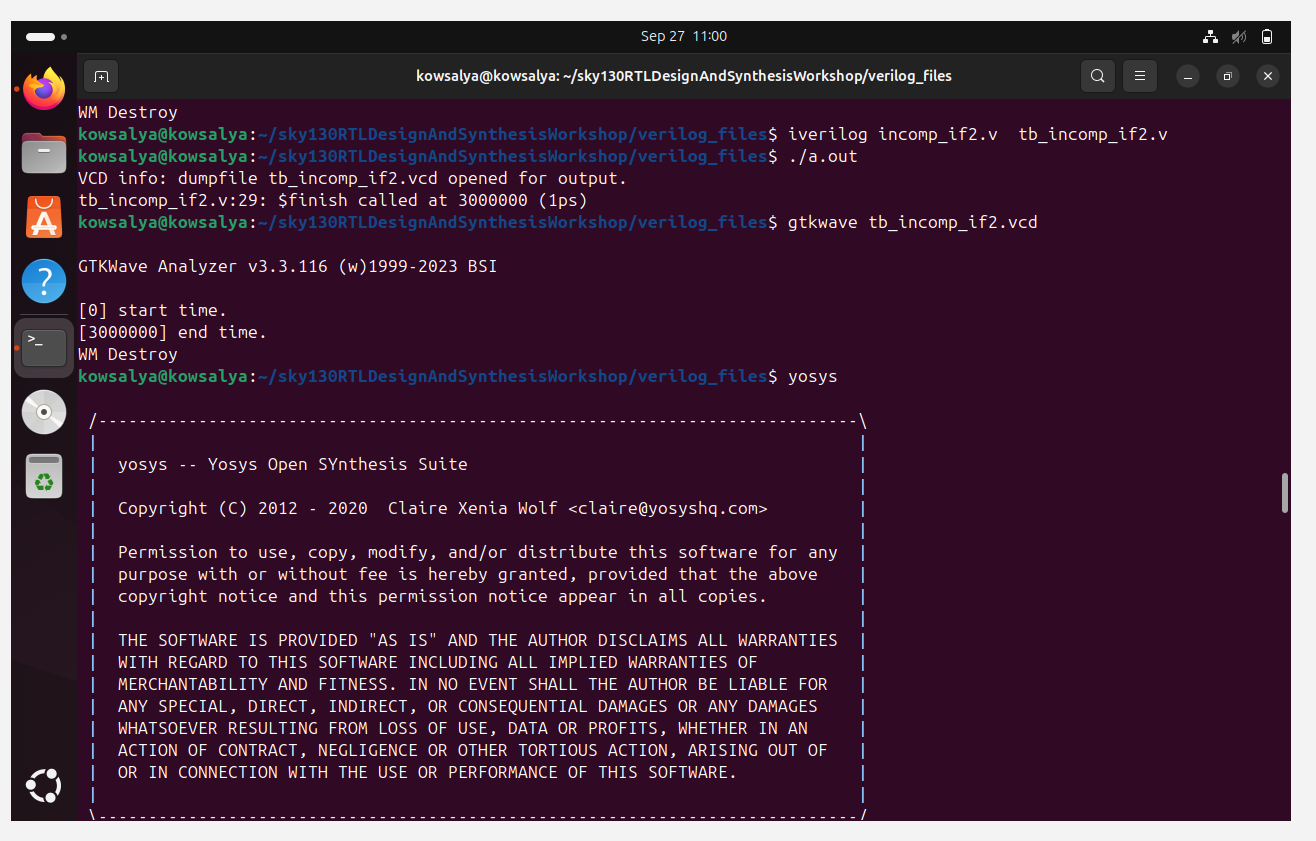 Sep 27 11:00
kowsalya@kowsalya: ~/sky130RTLDesignAndSynthesisWorkshop/verilog_files
WM Destroy
kowsalya@kowsalya:~/sky130RTLDesignAndSynthesisWorkshop/verilog_files$ iverilog incomp_if2.v  tb_incomp_if2.v
kowsalya@kowsalya:~/sky130RTLDesignAndSynthesisWorkshop/verilog_files$ ./a.out
VCD info: dumpfile tb_incomp_if2.vcd opened for output.
tb_incomp_if2.v:29: $finish called at 3000000 (1ps)
kowsalya@kowsalya:~/sky130RTLDesignAndSynthesisWorkshop/verilog_files$ gtkwave tb_incomp_if2.vcd
GTKWave Analyzer v3.3.116 (w)1999-2023 BSI
[0] start time.
[3000000] end time.
WM Destroy
kowsalya@kowsalya:~/sky130RTLDesignAndSynthesisWorkshop/verilog_files$ yosys
/----------------------------------------------------------------------------\
|                                                                            |
|  yosys -- Yosys Open SYnthesis Suite                                       |
|                                                                            |
|  Copyright (C) 2012 - 2020  Claire Xenia Wolf <claire@yosyshq.com>         |
|                                                                            |
|  Permission to use, copy, modify, and/or distribute this software for any  |
|  purpose with or without fee is hereby granted, provided that the above    |
|  copyright notice and this permission notice appear in all copies.         |
|                                                                            |
|  THE SOFTWARE IS PROVIDED "AS IS" AND THE AUTHOR DISCLAIMS ALL WARRANTIES  |
|  WITH REGARD TO THIS SOFTWARE INCLUDING ALL IMPLIED WARRANTIES OF          |
|  MERCHANTABILITY AND FITNESS. IN NO EVENT SHALL THE AUTHOR BE LIABLE FOR   |
|  ANY SPECIAL, DIRECT, INDIRECT, OR CONSEQUENTIAL DAMAGES OR ANY DAMAGES    |
|  WHATSOEVER RESULTING FROM LOSS OF USE, DATA OR PROFITS, WHETHER IN AN     |
|  ACTION OF CONTRACT, NEGLIGENCE OR OTHER TORTIOUS ACTION, ARISING OUT OF   |
|  OR IN CONNECTION WITH THE USE OR PERFORMANCE OF THIS SOFTWARE.            |
|                                                                            |
\----------------------------------------------------------------------------/